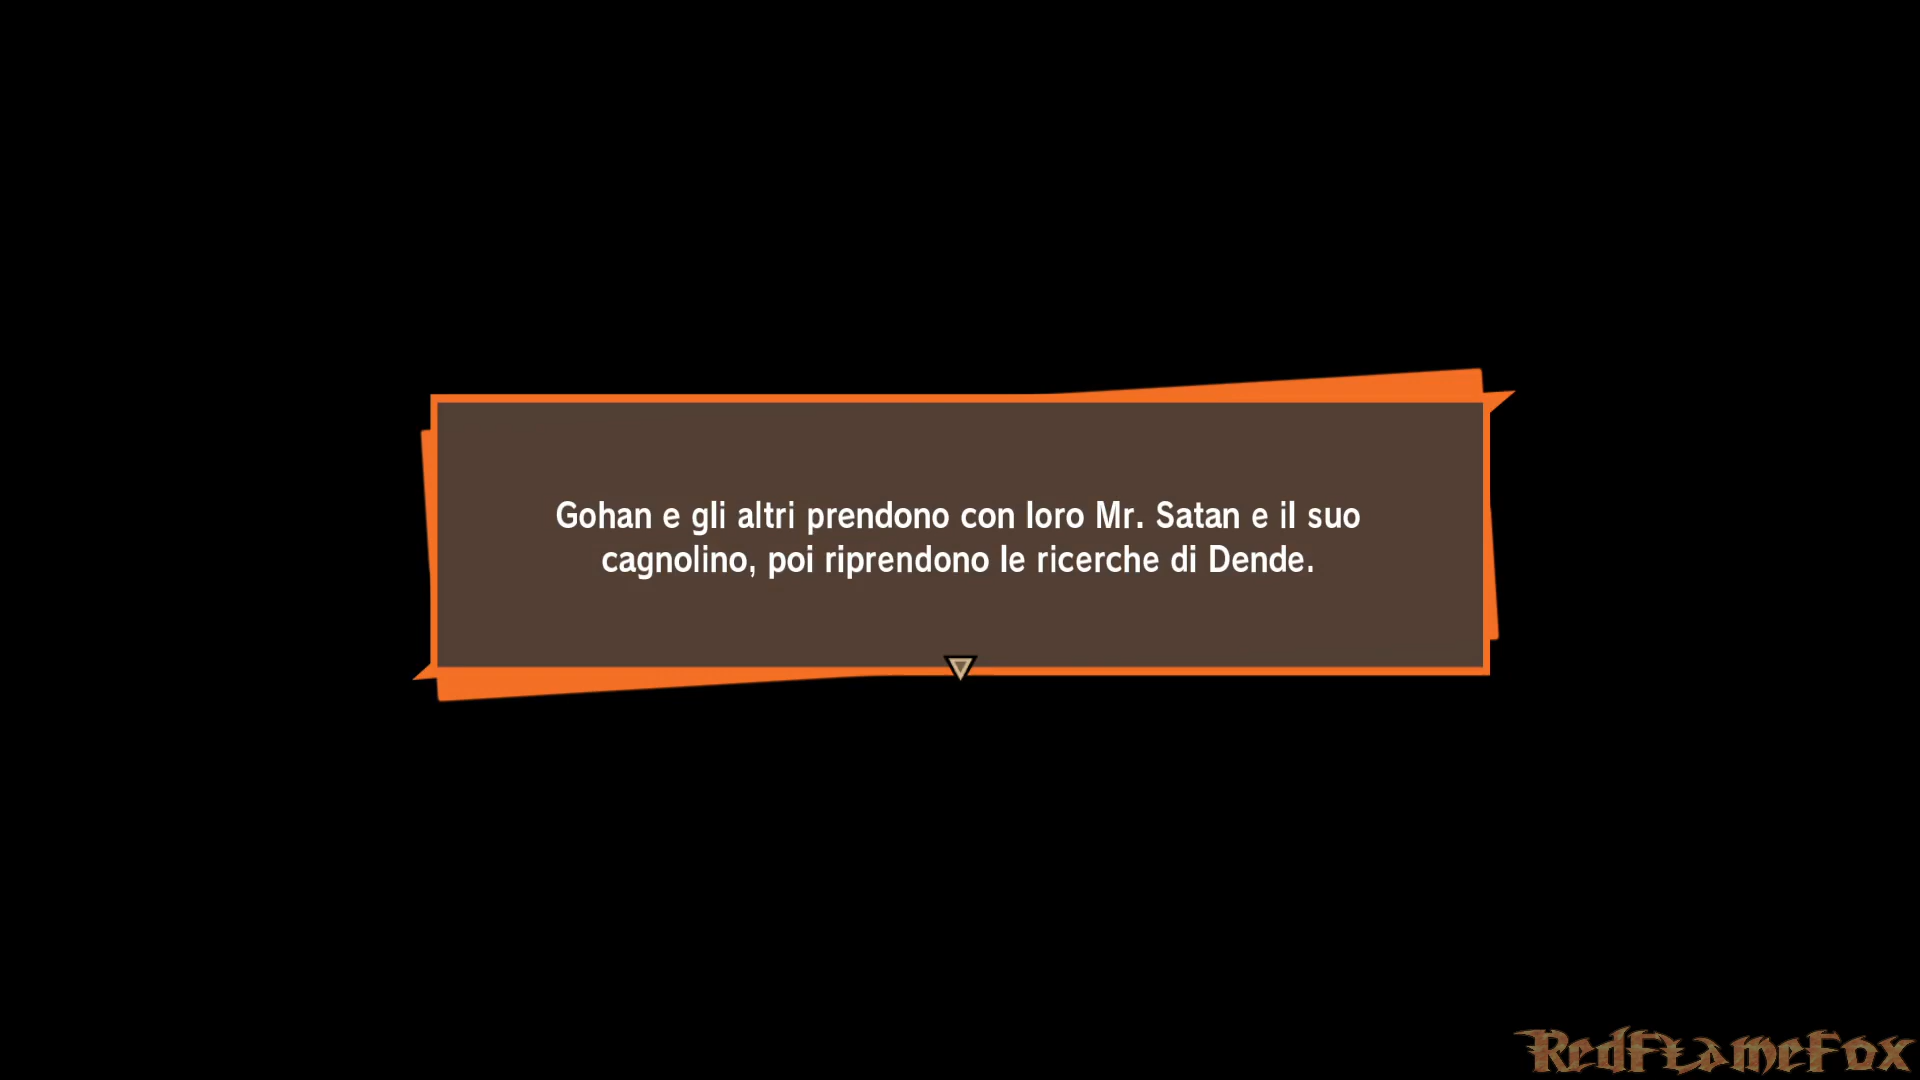 Gohan e gli altri prendono con loro Mr. Satan e il suo
cagnolino, poi riprendono le ricerche di Dende.
RedFlameFox